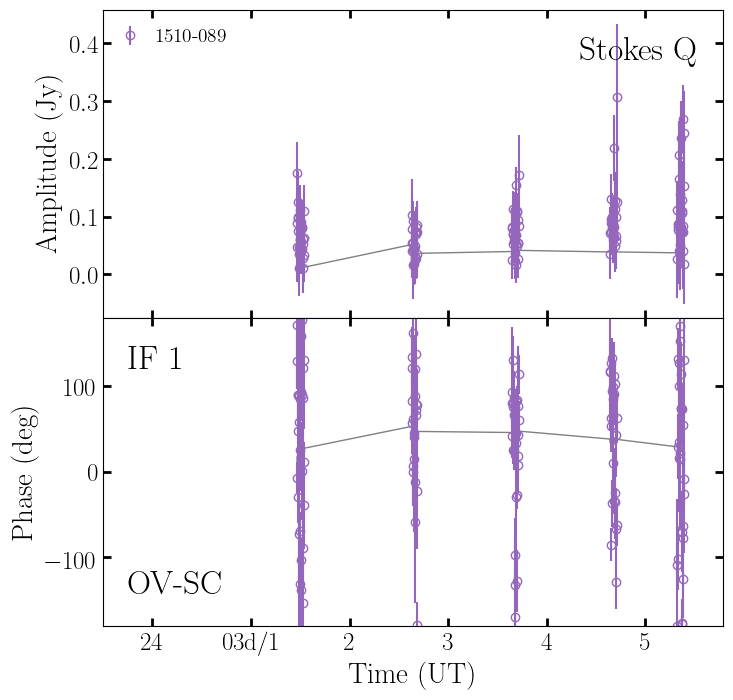 1510-089
Stokes Q
Amplitude (Jy)
0.4
0.3
0.2
0.1
0.0
IF 1
OV-SC
Phase (deg)
100
0
−100
24 03d/1 2 3 4 5
Time (UT)